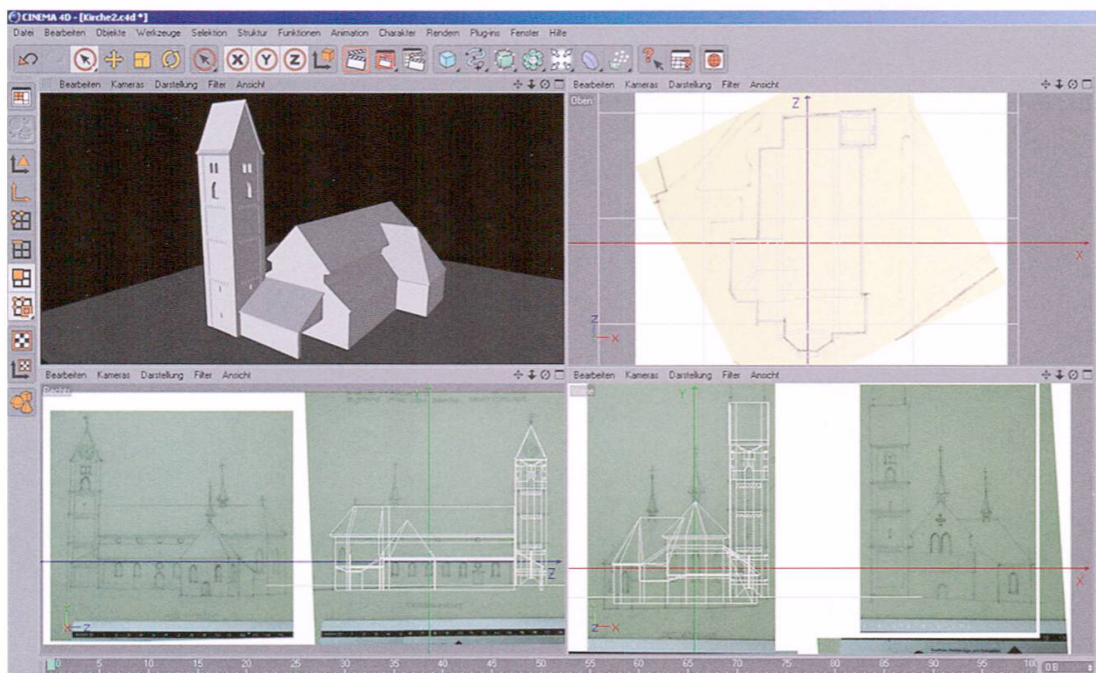 CINEMA 4D - [Kirche2.c4d *]
Datei Bearbeiten Objekte Werkzeuge Selektion Struktur Funktionen Animation Charakter Rendern Plug-ins Fenster Hilfe
X Y Z
Bearbeiten Kameras Darstellung Filter Ansicht
Bearbeiten Kameras Darstellung Filter Ansicht
Oben
Z
X
Z
X
Bearbeiten Kameras Darstellung Filter Ansicht
Bearbeiten Kameras Darstellung Filter Ansicht
Rechts
Y
Y
Z
X
Y
X Z
Y
Z X
0 5 10 15 20 25 30 35 40 45 50 55 60 65 70 75 80 85 90 95 100 0 B